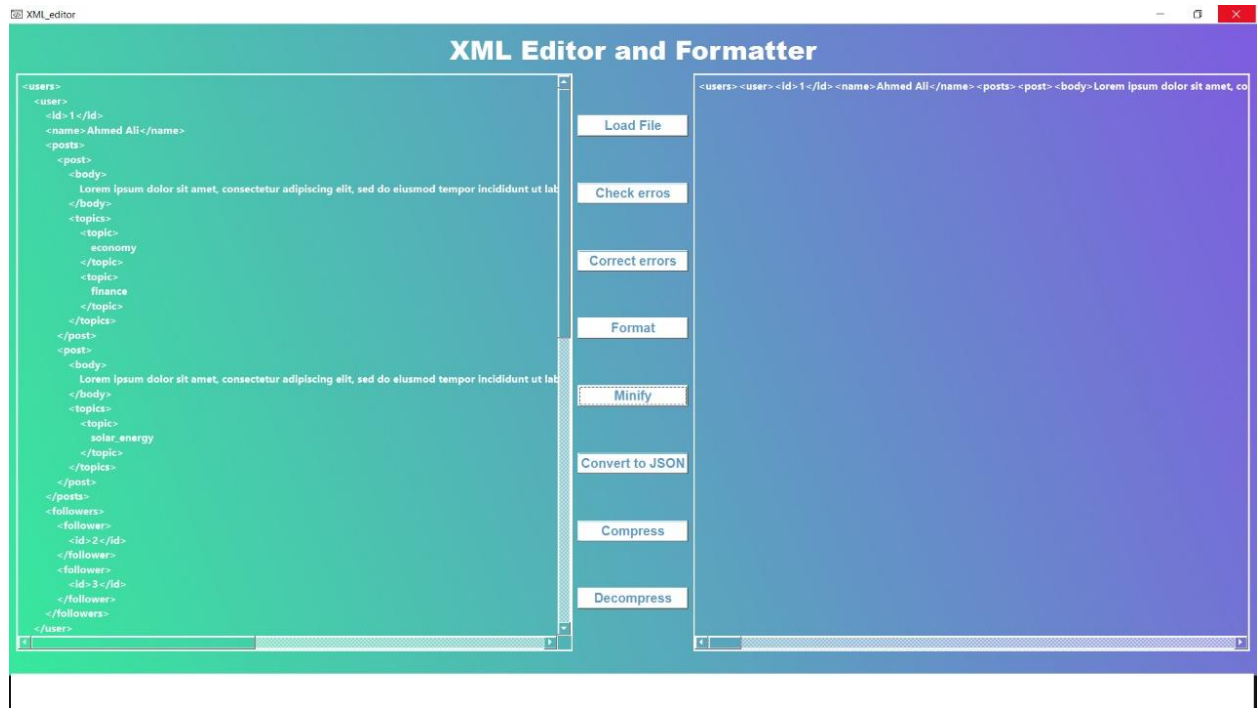 XML_editor
XML Editor and Formatter
<users>
<user>
<id>1</id>
<name>Ahmed Ali</name>
<posts>
<post>
<body>
Lorem ipsum dolor sit amet, consectetur adipiscing elit, sed do eiusmod tempor incididunt ut lab
</body>
<topics>
<topic>
economy
</topic>
<topic>
finance
</topic>
</topics>
</post>
<post>
<body>
Lorem ipsum dolor sit amet, consectetur adipiscing elit, sed do eiusmod tempor incididunt ut lab
</body>
<topics>
<topic>
solar_energy
</topic>
</topics>
</post>
</posts>
<followers>
<follower>
<id>2</id>
</follower>
<follower>
<id>3</id>
</follower>
</followers>
</user>
Load File
Check erros
Correct errors
Format
Minify
Convert to JSON
Compress
Decompress
<users><user><id>1</id><name>Ahmed Ali</name><posts><post><body>Lorem ipsum dolor sit amet, co